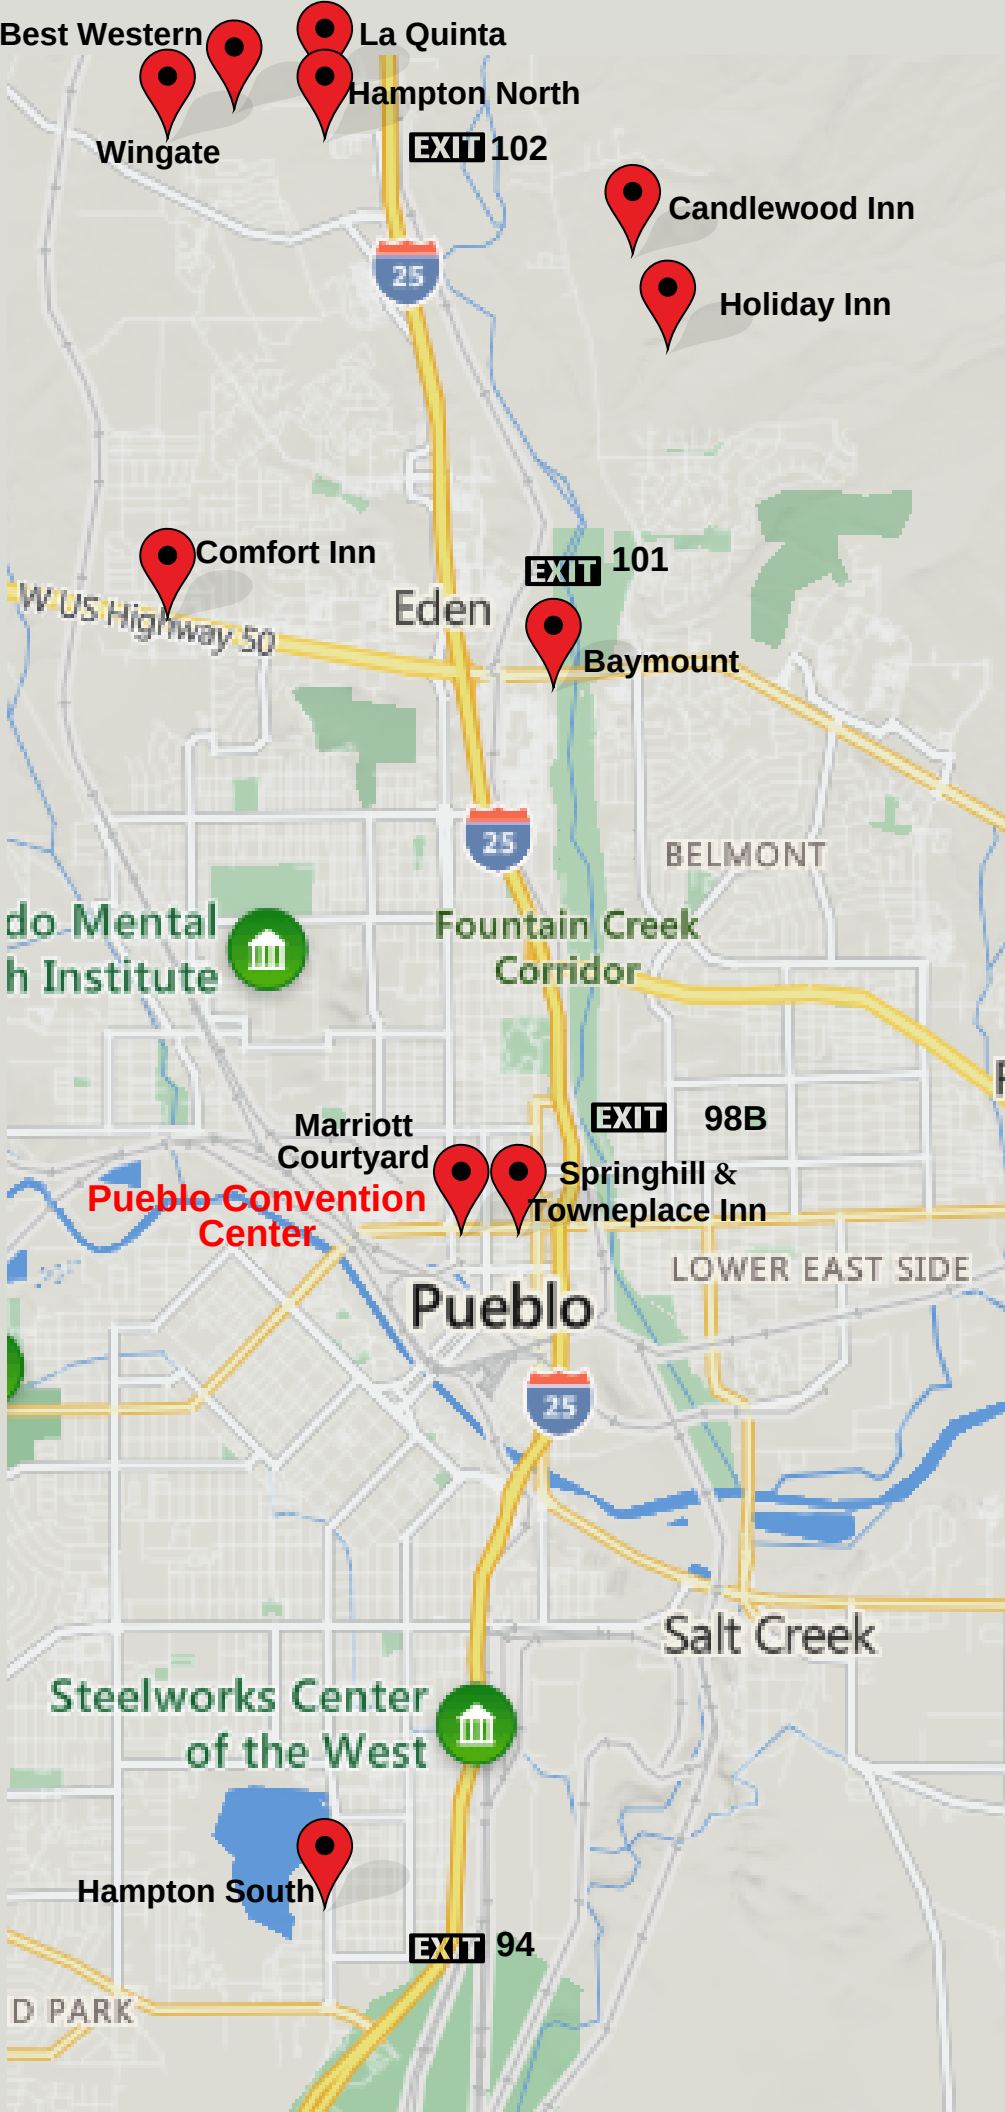 Best Western
La Quinta
Hampton North
Wingate
EXIT 102
Candlewood Inn
25
Holiday Inn
Comfort Inn
EXIT 101
W US Highway 50
Eden
Baymount
25
BELMONT
do Mental
h Institute
Fountain Creek
Corridor
EXIT 98B
Marriott
Courtyard
Springhill &
Towneplace Inn
Pueblo Convention
Center
LOWER EAST SIDE
Pueblo
25
Salt Creek
Steelworks Center
of the West
Hampton South
EXIT 94
D PARK